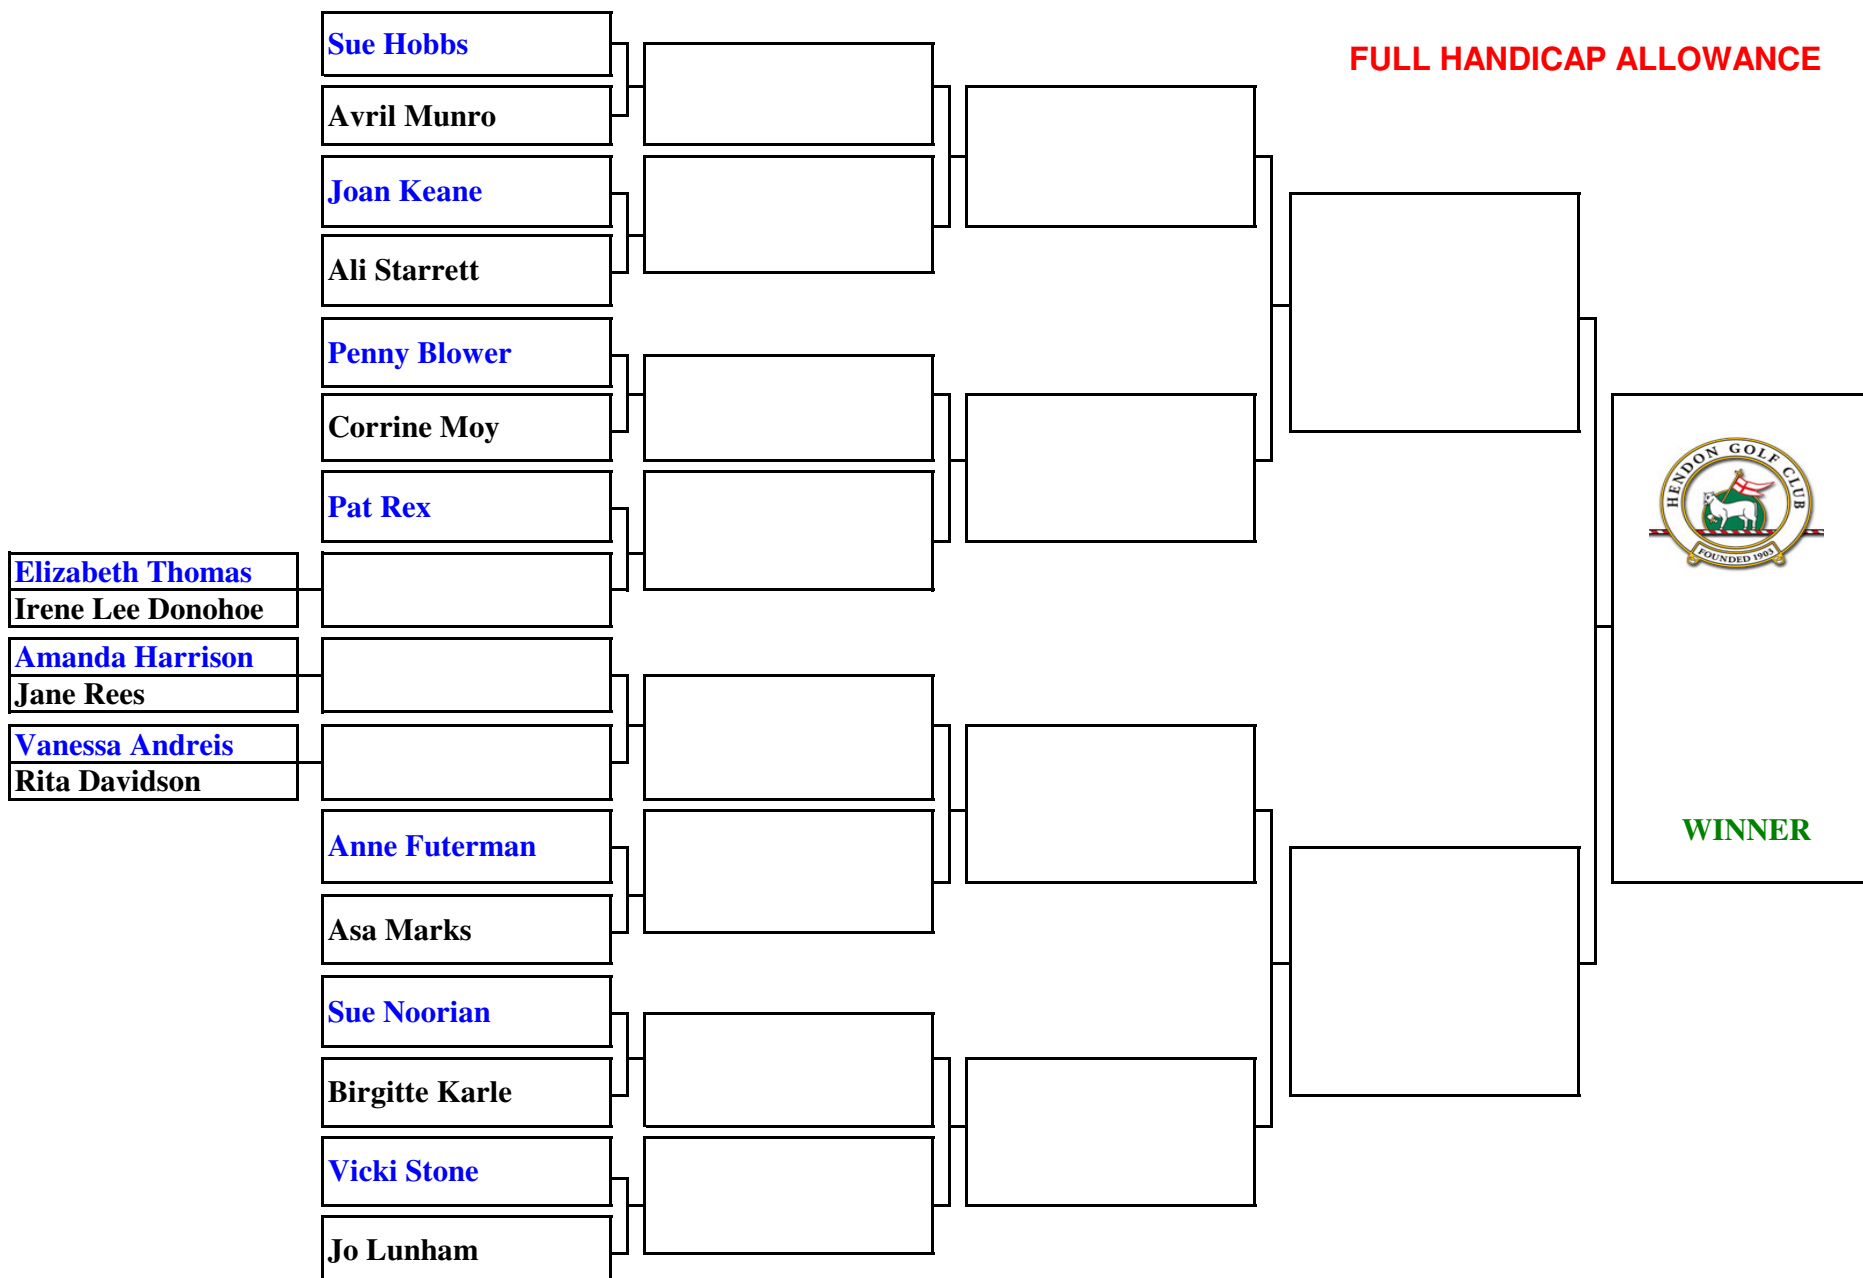 Sue Hobbs
FULL HANDICAP ALLOWANCE
Avril Munro
Joan Keane
Ali Starrett
Penny Blower
Corrine Moy
Pat Rex
Elizabeth Thomas
Irene Lee Donohoe
Amanda Harrison
Jane Rees
Vanessa Andreis
Rita Davidson
Anne Futerman
Asa Marks
Sue Noorian
Birgitte Karle
Vicki Stone
Jo Lunham
HENDON GOLF CLUB
FOUNDED 1903
WINNER